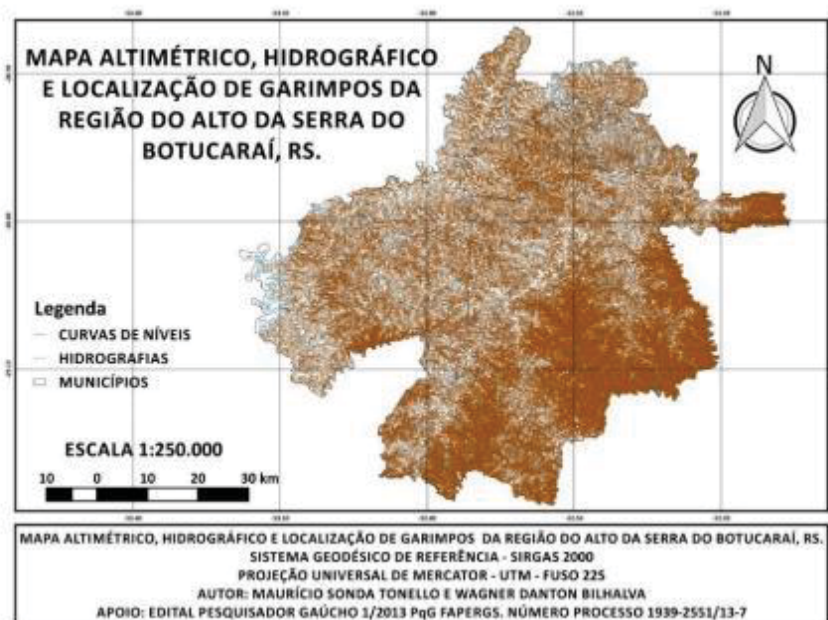 MAPA ALTIMÉTRICO, HIDROGRÁFICO
E LOCALIZAÇÃO DE GARIMPOS DA
REGIÃO DO ALTO DA SERRA DO
BOTUCARAÍ, RS.
N
Legenda
CURVAS DE NÍVEIS
HIDROGRAFIAS
MUNICÍPIOS
ESCALA 1:250.000
10 0 10 20 30 km
MAPA ALTIMÉTRICO, HIDROGRÁFICO E LOCALIZAÇÃO DE GARIMPOS DA REGIÃO DO ALTO DA SERRA DO BOTUCARAÍ, RS.
SISTEMA GEODÉSICO DE REFERÊNCIA - SIRGAS 2000
PROJEÇÃO UNIVERSAL DE MERCATOR - UTM - FUSO 22S
AUTOR: MAURÍCIO SONDA TONELLO E WAGNER DANTON BILHALVA
APOIO: EDITAL PESQUISADOR GAÚCHO 1/2013 PqG FAPERGS. NÚMERO PROCESSO 1939-2551/13-7